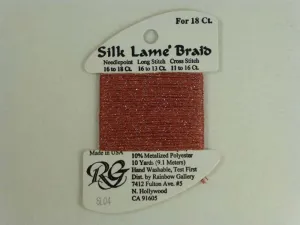 For 18 Ct.
Silk Lamé Braid
Needlepoint Long Stitch Cross Stitch
16 to 18 Ct. 16 to 13 Ct. 11 to 16 Ct.
Made in USA
RG
10% Metalized Polyester
10 Yards (9.1 Meters)
Hand Washable, Test First
Dist. by Rainbow Gallery
7412 Fulton Ave. #5
N. Hollywood
CA 91605